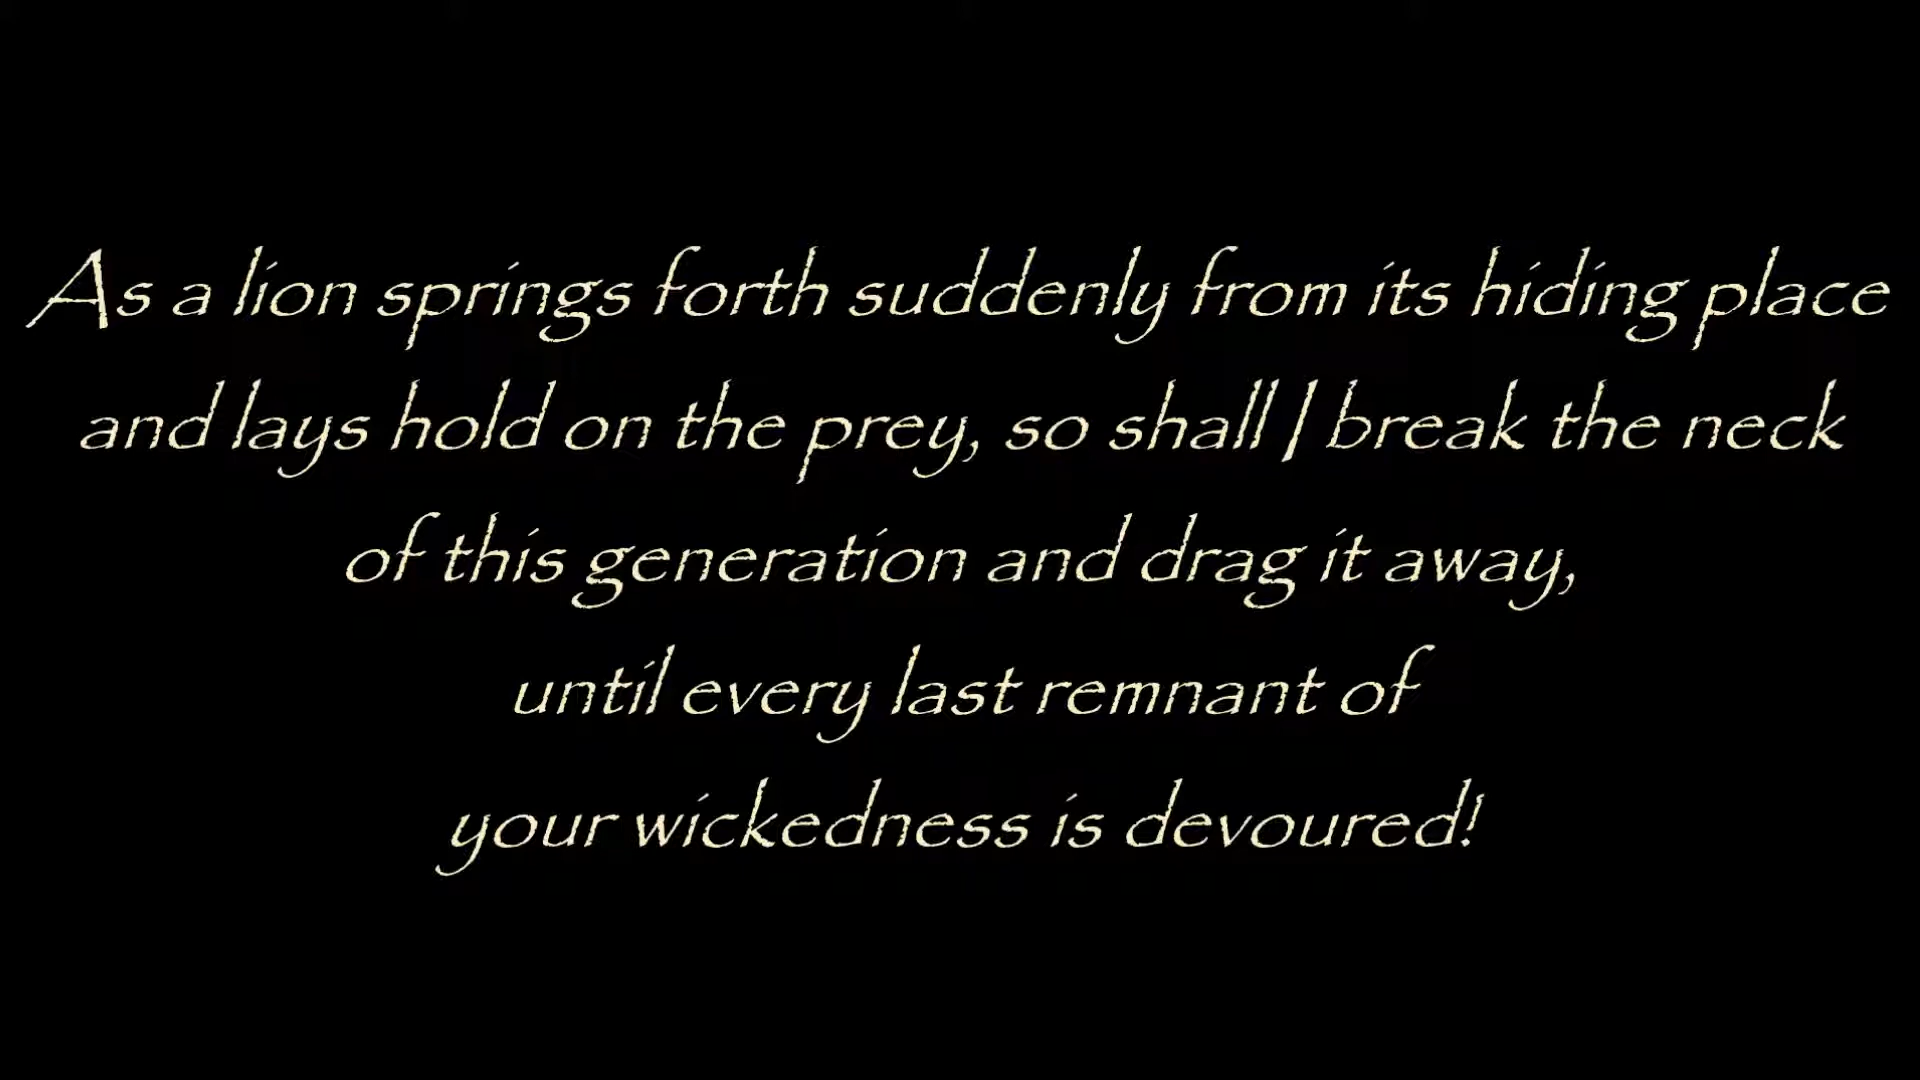 As a lion springs forth suddenly from its hiding place
and lays hold on the prey, so shall I break the neck
of this generation and drag it away,
until every last remnant of
your wickedness is devoured!